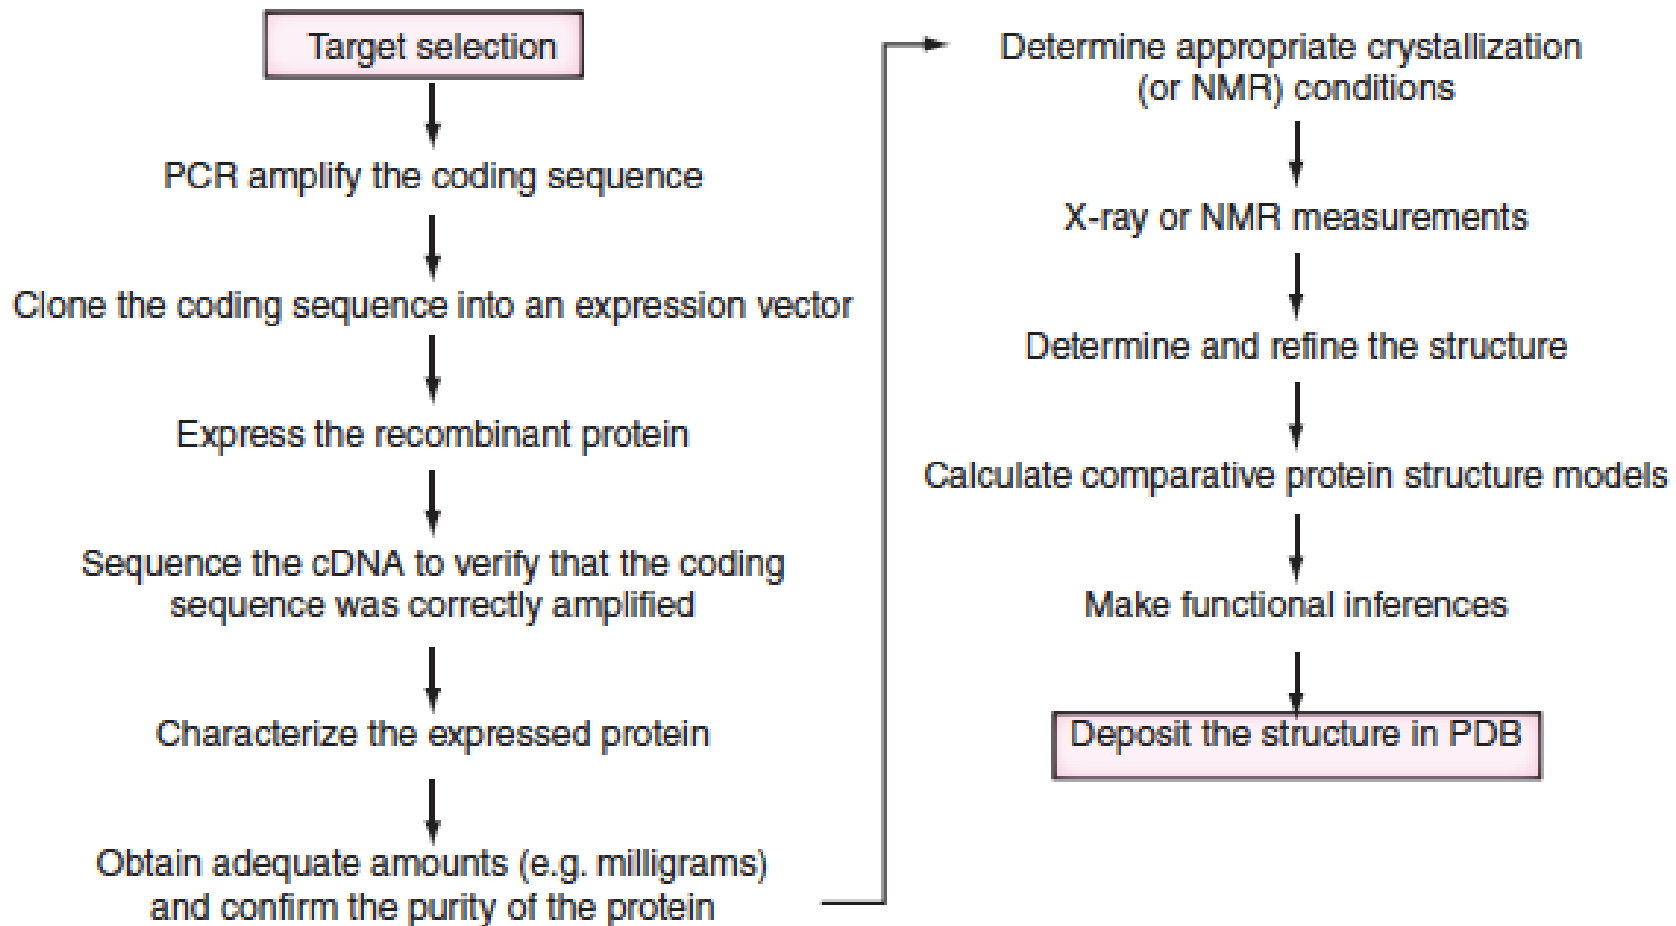 Target selection
PCR amplify the coding sequence
Clone the coding sequence into an expression vector
Express the recombinant protein
Sequence the cDNA to verify that the coding
sequence was correctly amplified
Characterize the expressed protein
Obtain adequate amounts (e.g. milligrams)
and confirm the purity of the protein
Determine appropriate crystallization
(or NMR) conditions
X-ray or NMR measurements
Determine and refine the structure
Calculate comparative protein structure models
Make functional inferences
Deposit the structure in PDB